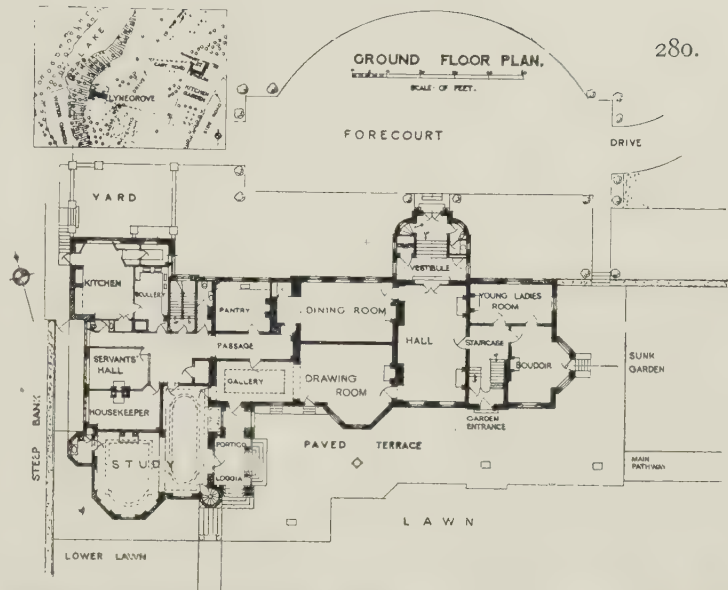 280.
GROUND FLOOR PLAN.
SCALE OF FEET.
LAKE
LYNEGROVE
KITCHEN
GARDEN
FORECOURT
DRIVE
YARD
KITCHEN
SCULLERY
VESTIBULE
PANTRY
DINING ROOM
HALL
YOUNG LADIES
ROOM
PASSAGE
STAIRCASE
SERVANTS'
HALL
GALLERY
DRAWING
ROOM
BOUDOIR
SUNK
GARDEN
HOUSEKEEPER
GARDEN
ENTRANCE
STEEP BANK
STUDY
PORTICO
LOGGIA
PAVED TERRACE
MAIN
PATHWAY
LAWN
LOWER LAWN